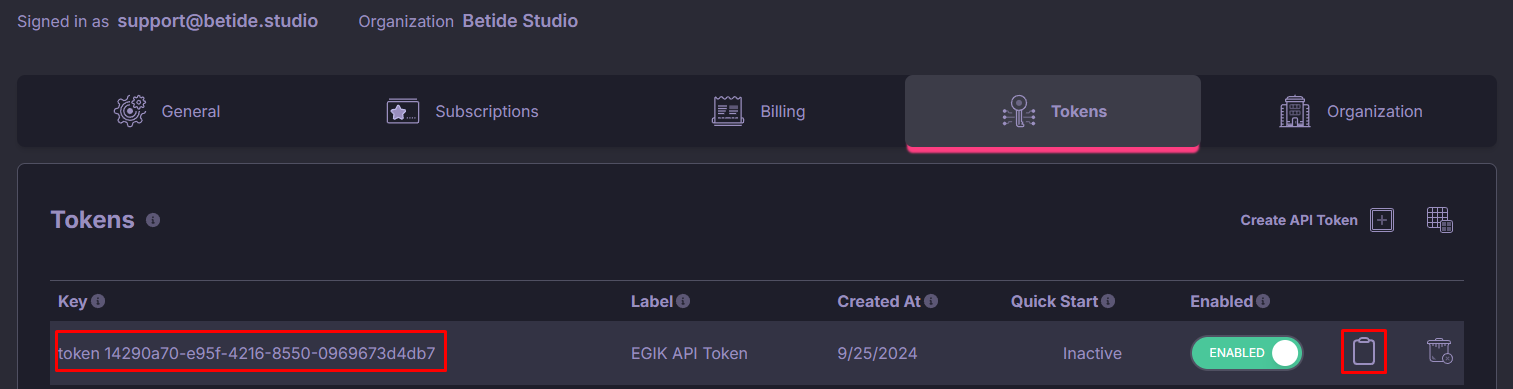 Signed in as support@betide.studio Organization Betide Studio
General Subscriptions Billing Tokens Organization
Tokens
Create API Token
Key Label Created At Quick Start Enabled
token 14290a70-e95f-4216-8550-0969673d4db7 EGIK API Token 9/25/2024 Inactive ENABLED